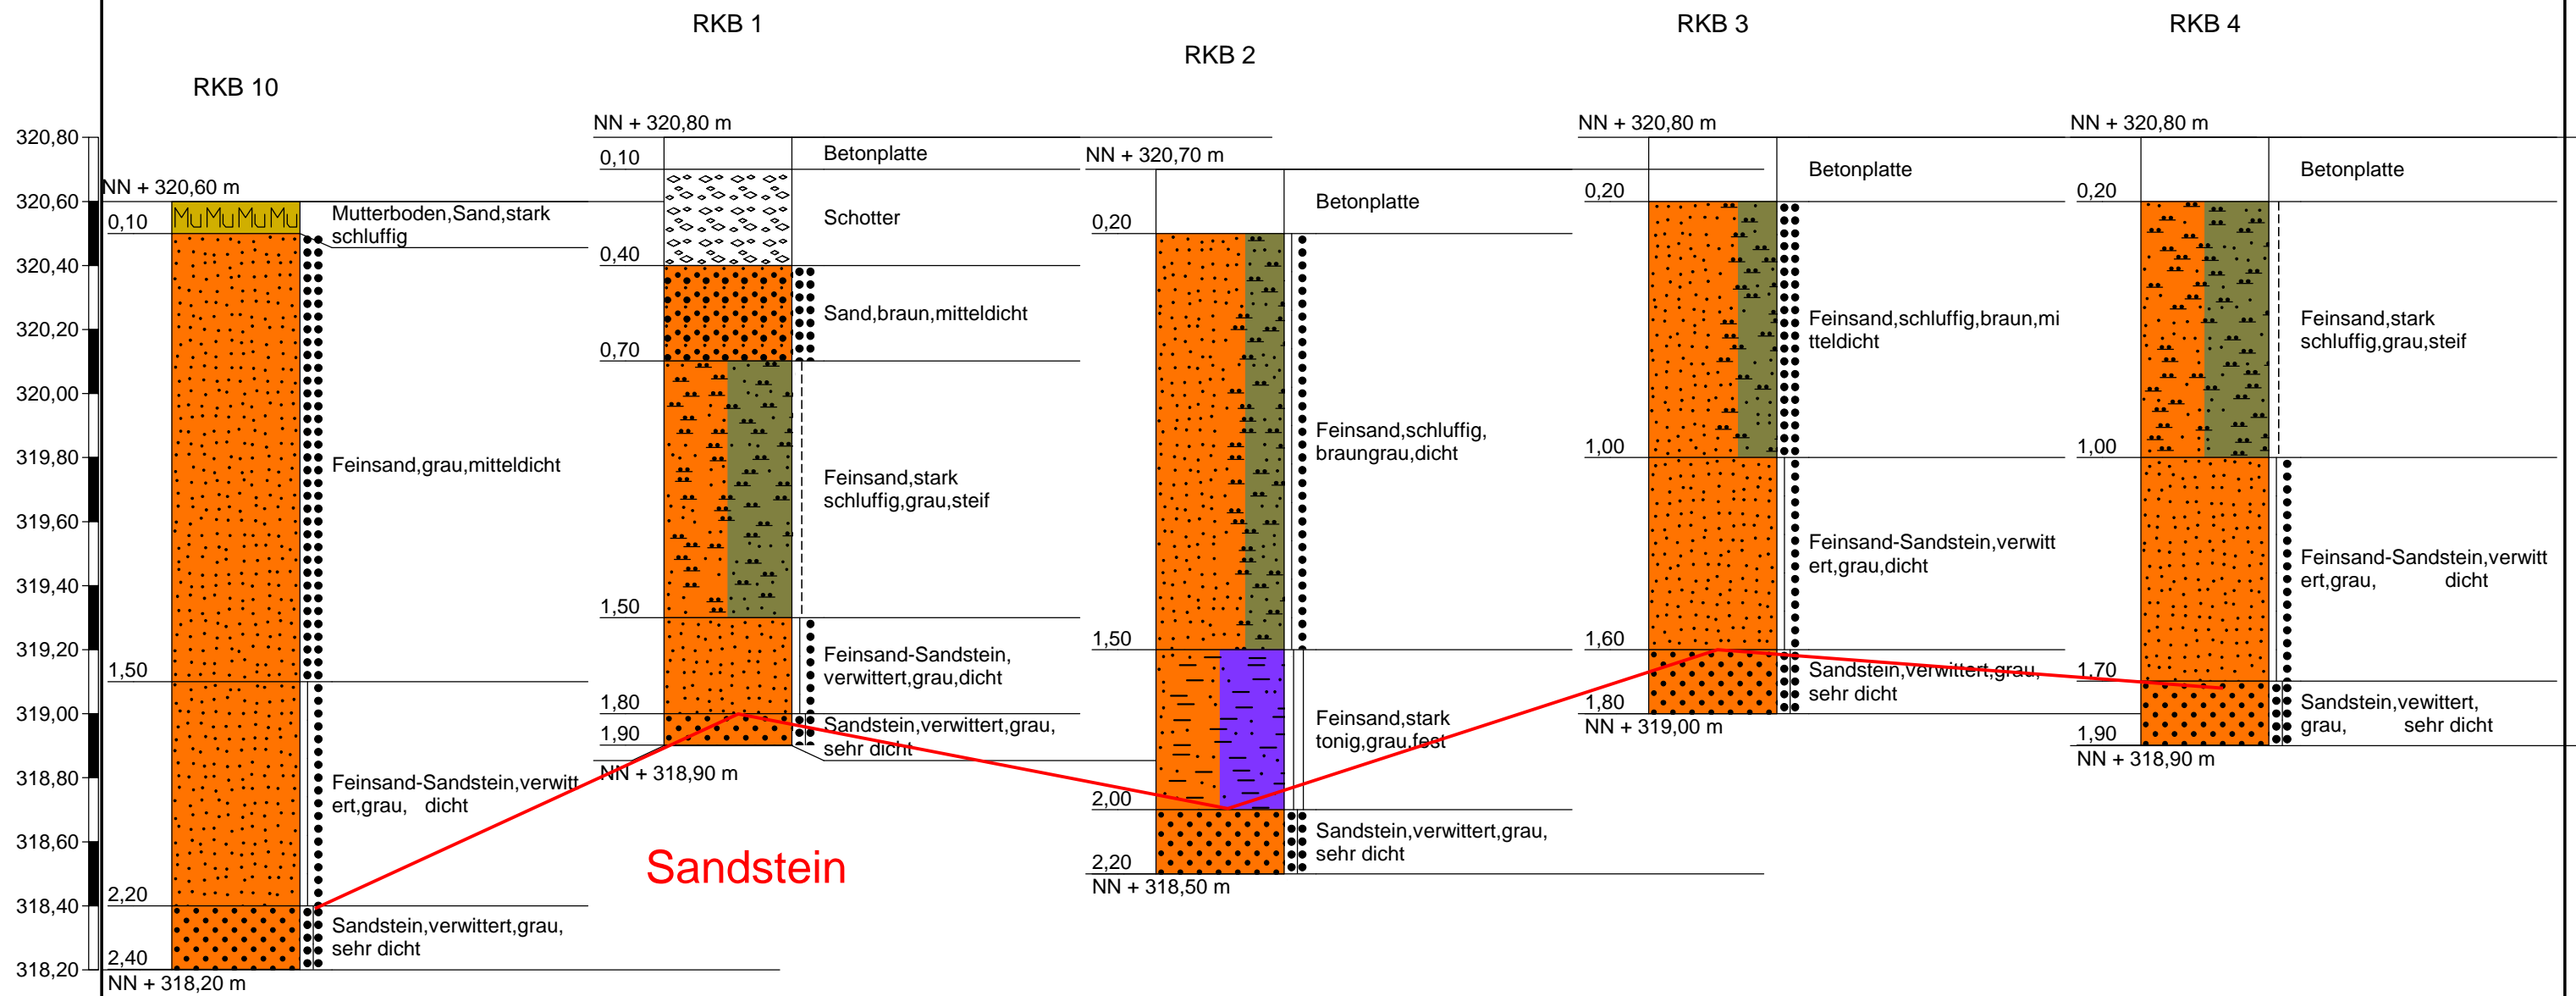 RKB 10
RKB 1
RKB 2
RKB 3
RKB 4
320,80
320,60
320,40
320,20
320,00
319,80
319,60
319,40
319,20
319,00
318,80
318,60
318,40
318,20
NN + 320,60 m
MuMuMuMu
Mutterboden,Sand,stark
schluffig
0,10
Feinsand,grau,mitteldicht
1,50
Feinsand-Sandstein,verwitt
ert,grau, dicht
2,20
Sandstein,verwittert,grau,
sehr dicht
2,40
NN + 318,20 m
NN + 320,80 m
Betonplatte
0,10
Schotter
0,40
Sand,braun,mitteldicht
0,70
Feinsand,stark
schluffig,grau,steif
1,50
Feinsand-Sandstein,
verwittert,grau,dicht
1,80
Sandstein,verwittert,grau,
sehr dicht
1,90
NN + 318,90 m
Sandstein
NN + 320,70 m
Betonplatte
0,20
Feinsand,schluffig,
braungrau,dicht
1,50
Feinsand,stark
tonig,grau,fest
2,00
Sandstein,verwittert,grau,
sehr dicht
2,20
NN + 318,50 m
NN + 320,80 m
Betonplatte
0,20
Feinsand,schluffig,braun,mi
tteldicht
1,00
Feinsand-Sandstein,verwitt
ert,grau,dicht
1,60
Sandstein,verwittert,grau,
sehr dicht
1,80
NN + 319,00 m
NN + 320,80 m
Betonplatte
0,20
Feinsand,stark
schluffig,grau,steif
1,00
Feinsand-Sandstein,verwitt
ert,grau, dicht
1,70
Sandstein,vewittert,
grau, sehr dicht
1,90
NN + 318,90 m